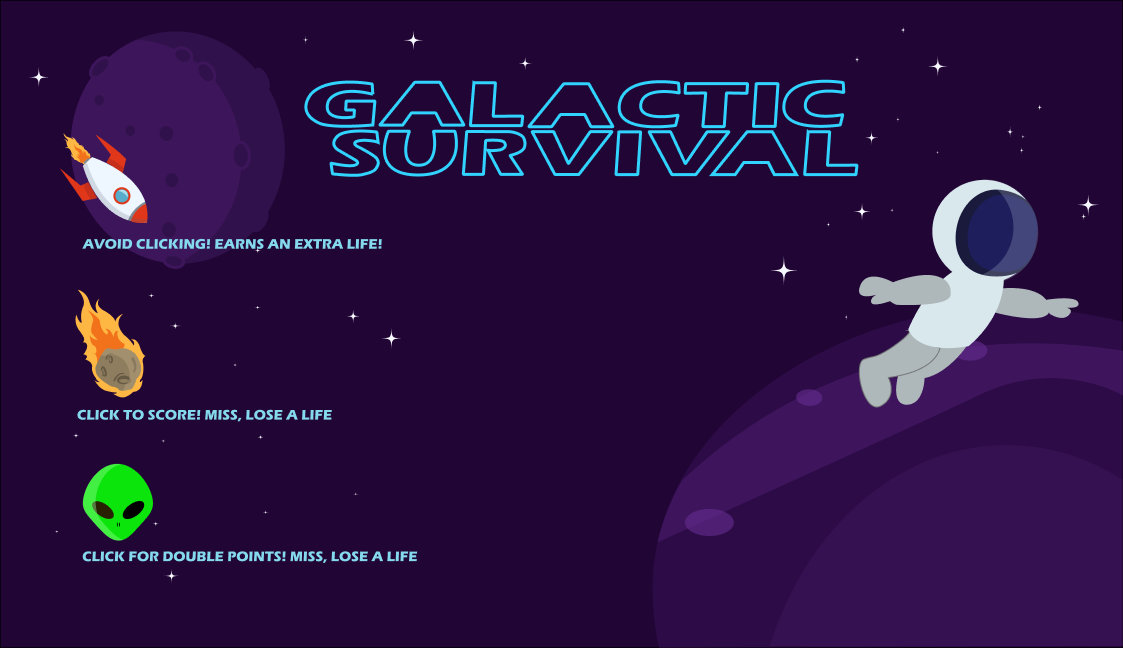 GALACTIC
SURVIVAL
AVOID CLICKING! EARNS AN EXTRA LIFE!
CLICK TO SCORE! MISS, LOSE A LIFE
CLICK FOR DOUBLE POINTS! MISS, LOSE A LIFE